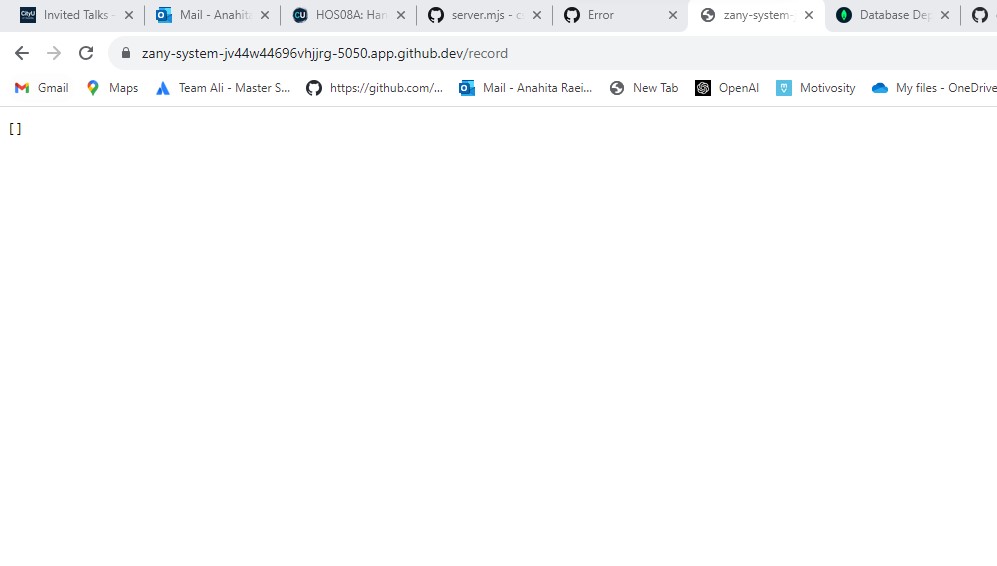 Invited Talks - Mail - Anahita HOS08A: Han server.mjs - cs Error zany-system- Database Dep
zany-system-jv44w44696vhjjrg-5050.app.github.dev/record
Gmail Maps Team Ali - Master S... https://github.com/... Mail - Anahita Raei... New Tab OpenAI Motivosity My files - OneDrive
[]